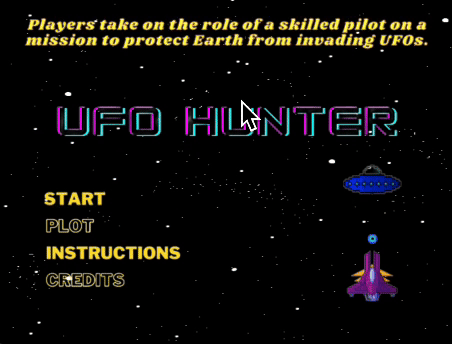 Players take on the role of a skilled pilot on a
mission to protect Earth from invading UFOs.
UFO HUNTER
START
PLOT
INSTRUCTIONS
CREDITS